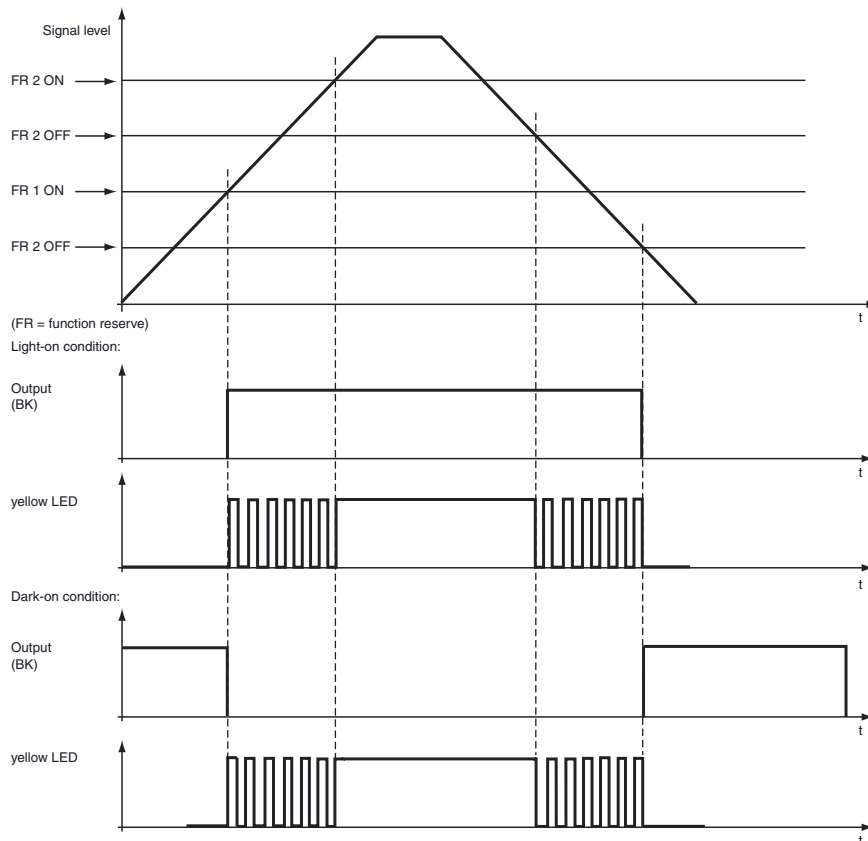 Signal level
FR 2 ON
FR 2 OFF
FR 1 ON
FR 2 OFF
t
(FR = function reserve)
Light-on condition:
Output
(BK)
t
yellow LED
t
Dark-on condition:
Output
(BK)
t
yellow LED
t